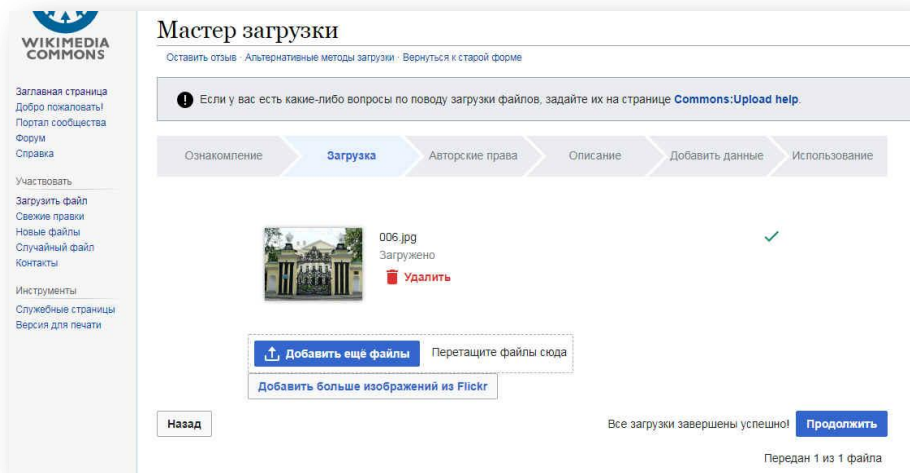 WIKIMEDIA
COMMONS
Заглавная страница
Добро пожаловать!
Портал сообщества
Форум
Справка
Участвовать
Загрузить файл
Свежие правки
Новые файлы
Случайный файл
Контакты
Инструменты
Служебные страницы
Версия для печати
Мастер загрузки
Оставить отзыв · Альтернативные методы загрузки · Вернуться к старой форме
Если у вас есть какие-либо вопросы по поводу загрузки файлов, задайте их на странице Commons:Upload help.
Ознакомление Загрузка Авторские права Описание Добавить данные Использование
006.jpg
Загружено
Удалить
Добавить ещё файлы Перетащите файлы сюда
Добавить больше изображений из Flickr
Назад Все загрузки завершены успешно! Продолжить
Передан 1 из 1 файла